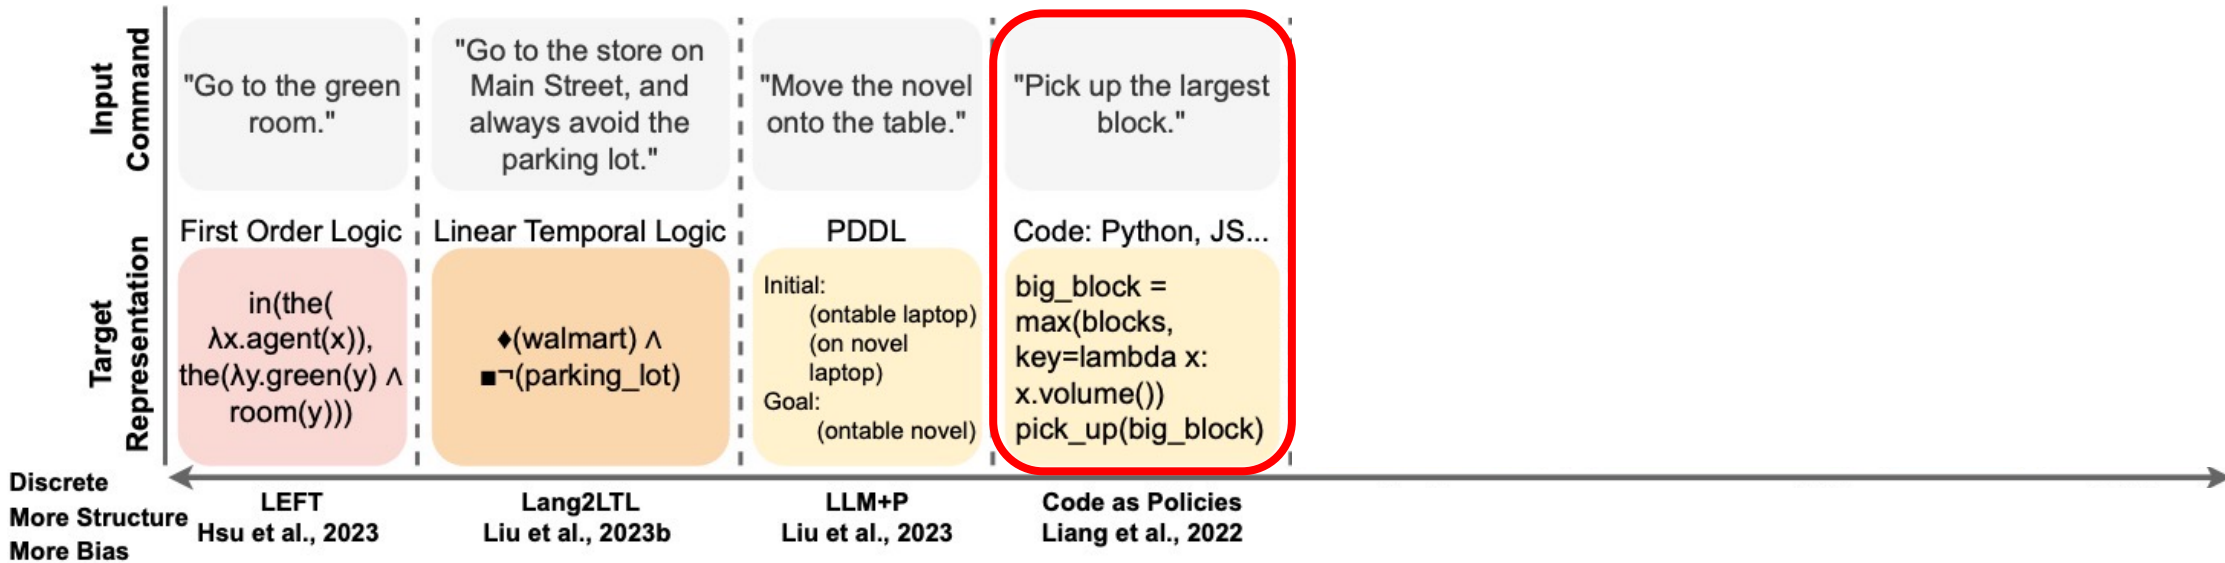 Input
Command
"Go to the green
room."
"Go to the store on
Main Street, and
always avoid the
parking lot."
"Move the novel
onto the table."
"Pick up the largest
block."
Target
Representation
First Order Logic
in(the(
λx.agent(x)),
the(λy.green(y) ∧
room(y)))
Linear Temporal Logic
♦(walmart) ∧
■¬(parking_lot)
PDDL
Initial:
(ontable laptop)
(on novel
laptop)
Goal:
(ontable novel)
Code: Python, JS...
big_block =
max(blocks,
key=lambda x:
x.volume())
pick_up(big_block)
Discrete
More Structure
More Bias
LEFT
Hsu et al., 2023
Lang2LTL
Liu et al., 2023b
LLM+P
Liu et al., 2023
Code as Policies
Liang et al., 2022